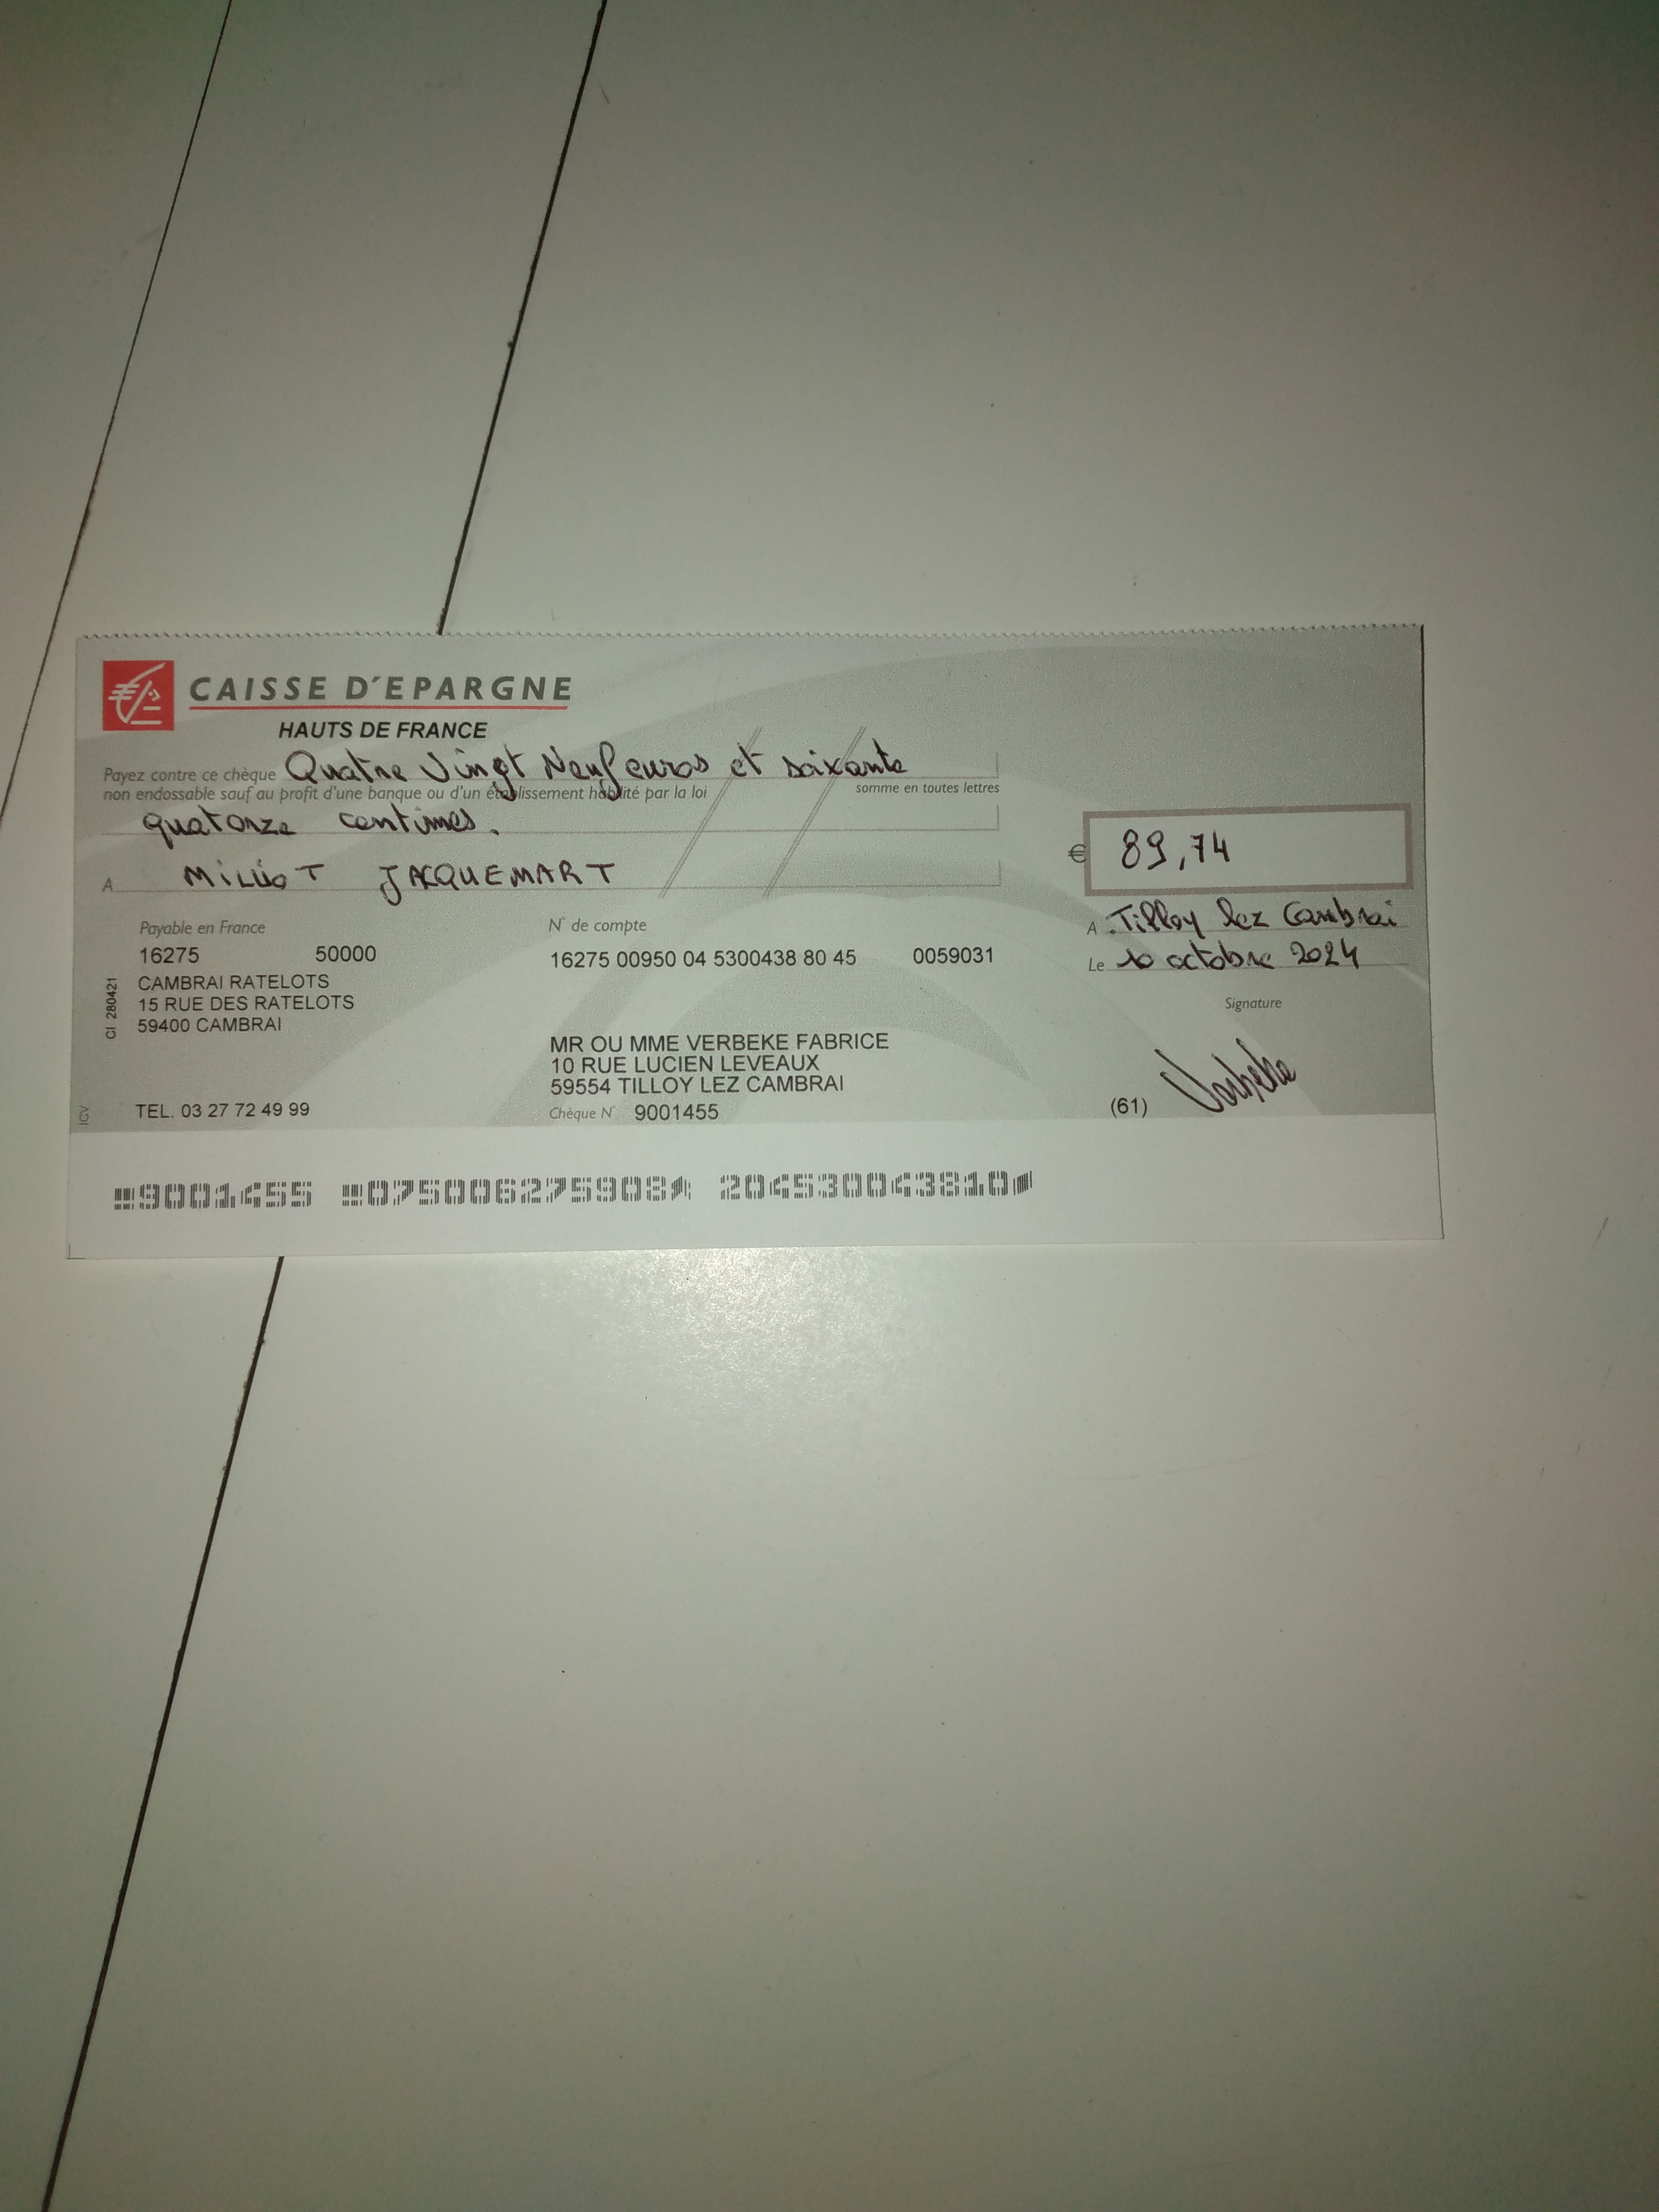 CAISSE D'EPARGNE
HAUTS DE FRANCE
Payez contre ce chèque Quatre Vingt Neuf euros et soixante
non endossable sauf au profit d'une banque ou d'un établissement habilité par la loi somme en toutes lettres
quatorze centimes.
€ 89,74
A JACQUEMART
A Tilloy lez Cambrai
Le 10 octobre 2024
Payable en France
16275 50000
CAMBRAI RATELOTS
15 RUE DES RATELOTS
59400 CAMBRAI
TEL. 03 27 72 49 99
CI 280421
IGV
N° de compte
16275 00950 04 5300438 80 45 0059031
MR OU MME VERBEKE FABRICE
10 RUE LUCIEN LEVEAUX
59554 TILLOY LEZ CAMBRAI
Chèque N° 9001455
Signature
Verbeke
(61)
9001455 075006275908 204530043810